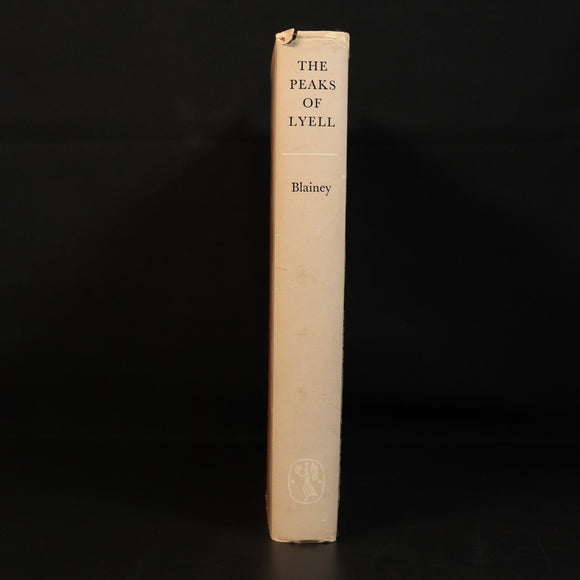 THE
PEAKS
OF
LYELL
Blainey